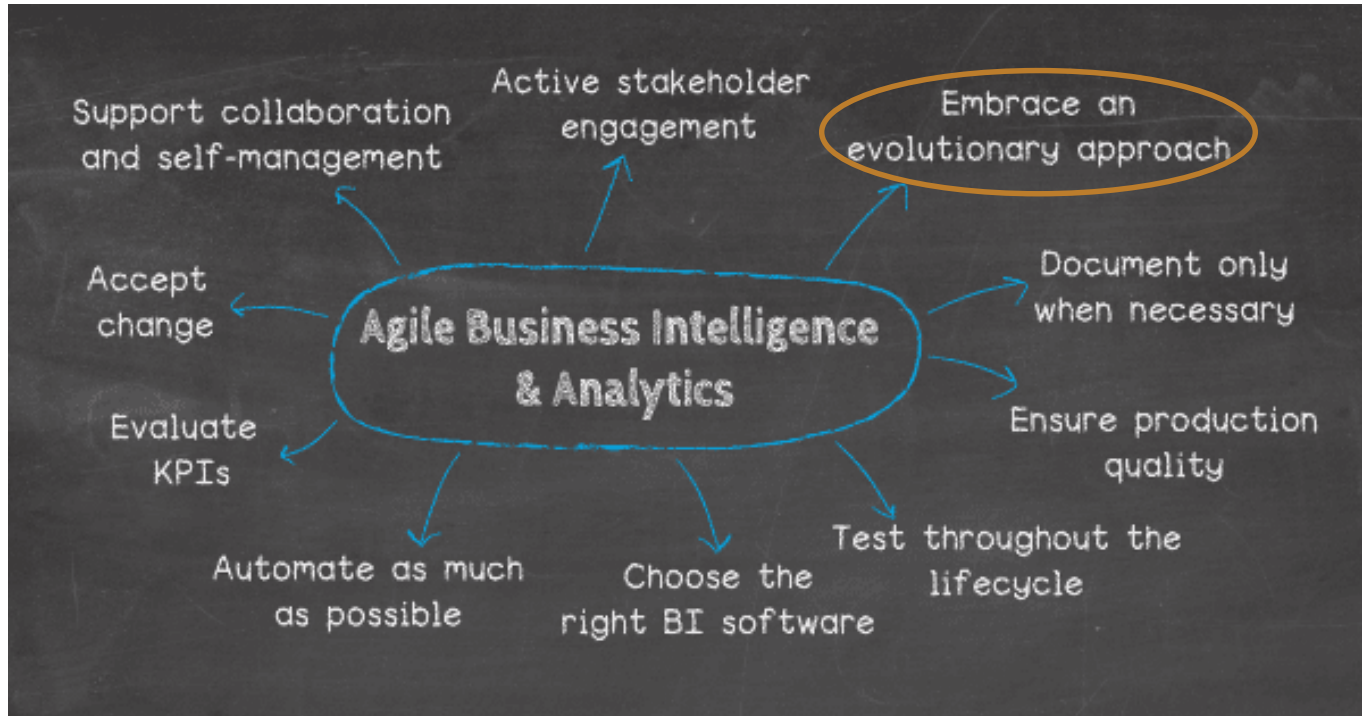 Active stakeholder
engagement
Embrace an
evolutionary approach
Support collaboration
and self-management
Document only
when necessary
Accept
change
Agile Business Intelligence
& Analytics
Ensure production
quality
Evaluate
KPIs
Test throughout the
lifecycle
Automate as much
as possible
Choose the
right BI software